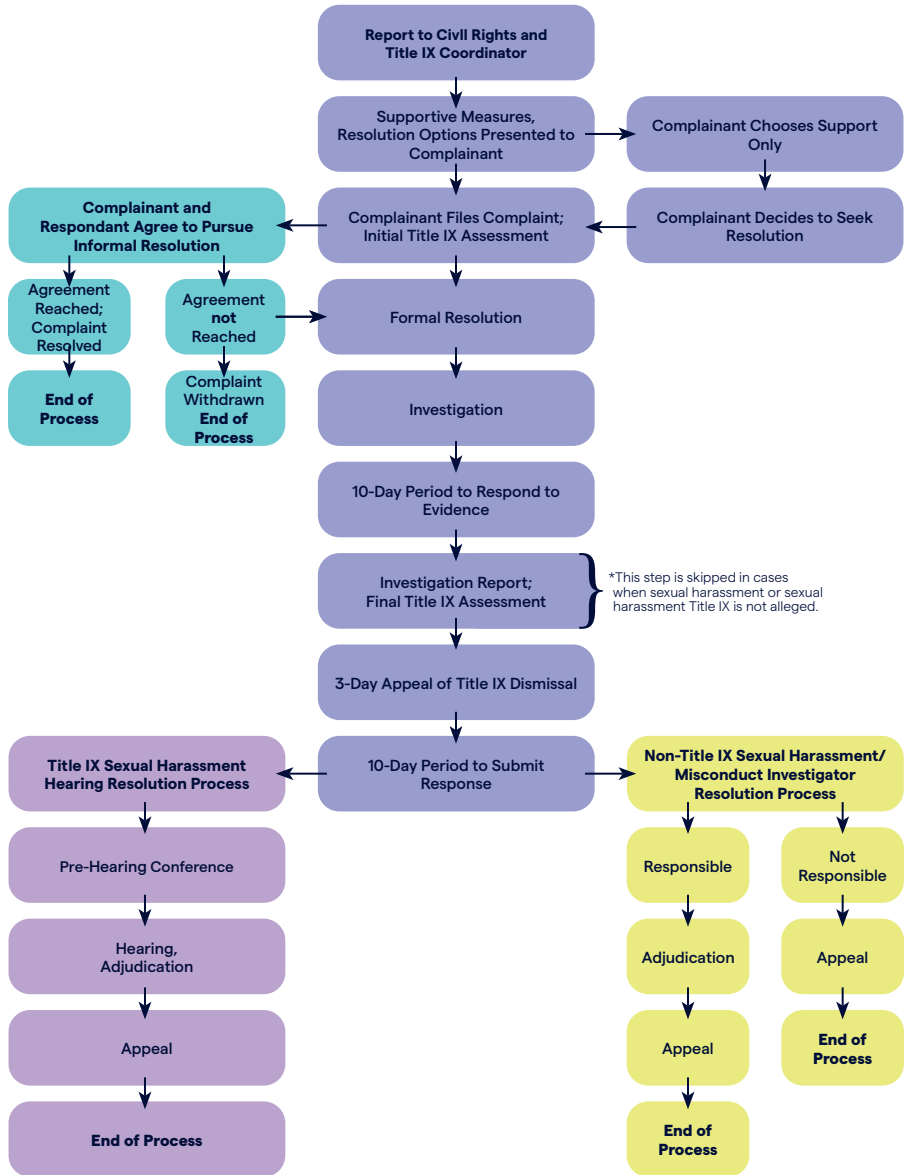 Report to Civil Rights and
Title IX Coordinator
Supportive Measures,
Resolution Options Presented to
Complainant
Complainant Chooses Support
Only
Complainant and
Respondant Agree to Pursue
Informal Resolution
Complainant Files Complaint;
Initial Title IX Assessment
Complainant Decides to Seek
Resolution
Agreement
Reached;
Complaint
Resolved
Agreement
not
Reached
Formal Resolution
End of
Process
Complaint
Withdrawn
End of
Process
Investigation
10-Day Period to Respond to
Evidence
Investigation Report;
Final Title IX Assessment
*This step is skipped in cases
when sexual harassment or sexual
harassment Title IX is not alleged.
3-Day Appeal of Title IX Dismissal
Title IX Sexual Harassment
Hearing Resolution Process
10-Day Period to Submit
Response
Non-Title IX Sexual Harassment/
Misconduct Investigator
Resolution Process
Pre-Hearing Conference
Responsible
Not
Responsible
Hearing,
Adjudication
Adjudication
Appeal
Appeal
Appeal
End of
Process
End of Process
End of
Process